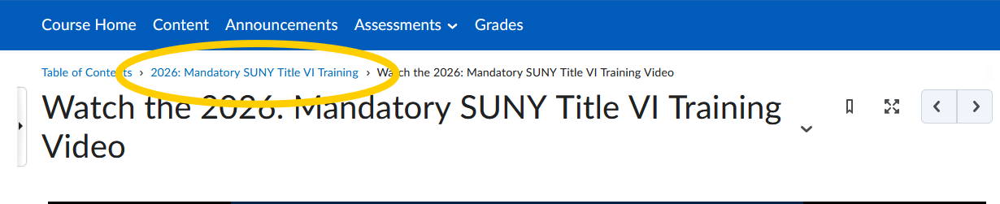 Course Home Content Announcements Assessments Grades
Table of Contents › 2026: Mandatory SUNY Title VI Training › Watch the 2026: Mandatory SUNY Title VI Training Video
Watch the 2026: Mandatory SUNY Title VI Training
Video